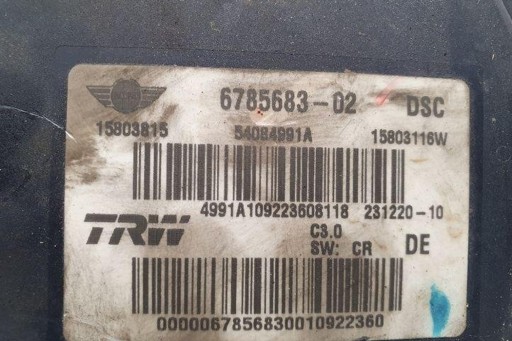 6785683-02 DSC
15803815 54084991A 15803116W
4991A109223608118 231220-10
TRW C3.0
SW: CR DE
0000067856830010922360